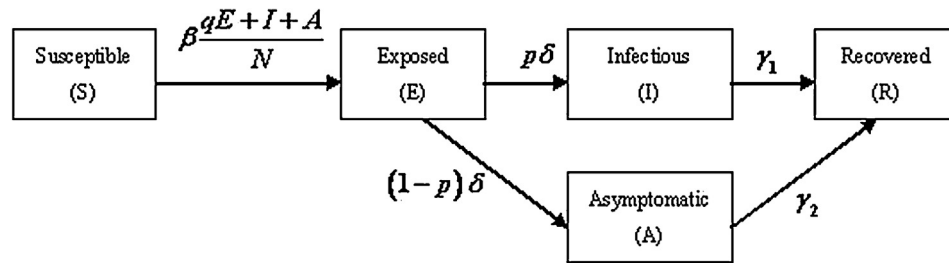 β (qE + I + A) / N
Susceptible
(S)
Exposed
(E)
pδ
Infectious
(I)
γ₁
Recovered
(R)
(1 − p) δ
Asymptomatic
(A)
γ₂